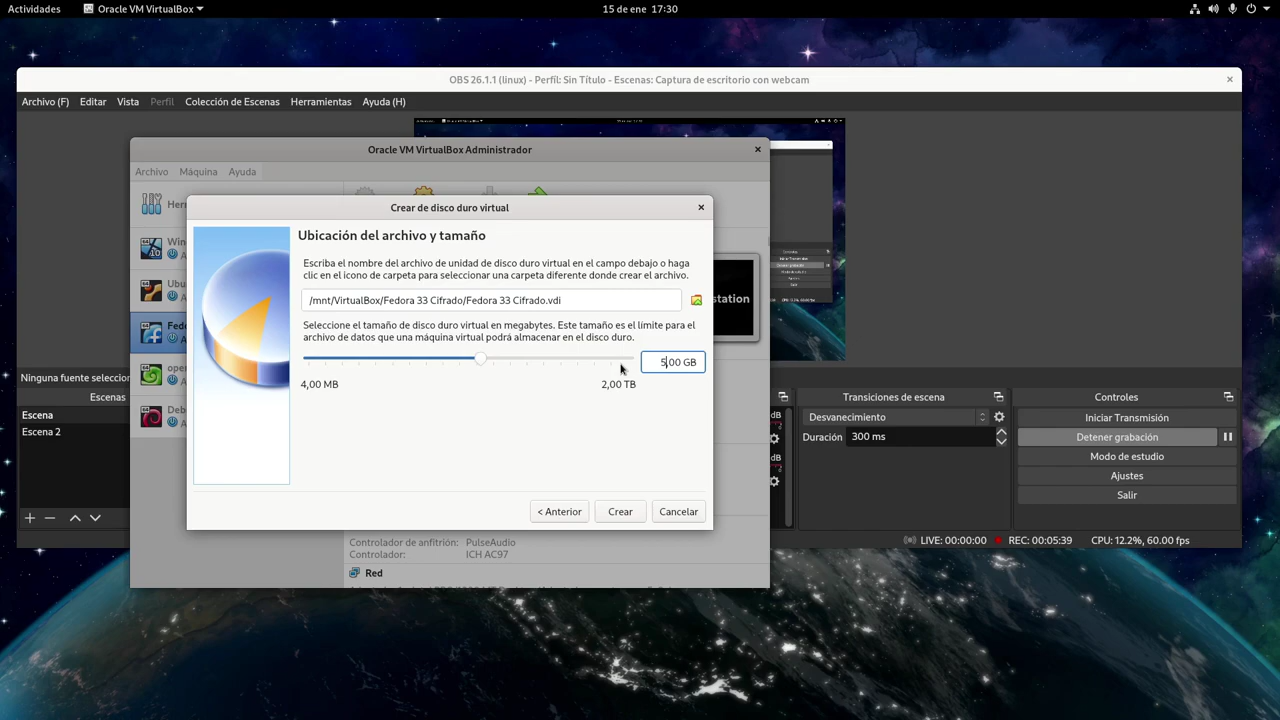 Actividades
Oracle VM VirtualBox
15 de ene 17:30
OBS 26.1.1 (linux) - Perfil: Sin Título - Escenas: Captura de escritorio con webcam
Archivo (F) Editar Vista Perfil Colección de Escenas Herramientas Ayuda (H)
Oracle VM VirtualBox Administrador
Archivo Máquina Ayuda
Crear de disco duro virtual
Ubicación del archivo y tamaño
Escriba el nombre del archivo de unidad de disco duro virtual en el campo debajo o haga
clic en el icono de carpeta para seleccionar una carpeta diferente donde crear el archivo.
/mnt/VirtualBox/Fedora 33 Cifrado/Fedora 33 Cifrado.vdi
Seleccione el tamaño de disco duro virtual en megabytes. Este tamaño es el límite para el
archivo de datos que una máquina virtual podrá almacenar en el disco duro.
5,00 GB
4,00 MB
2,00 TB
< Anterior
Crear
Cancelar
Her
Win
Ubu
Fed
ope
Deb
station
Controlador de anfitrión: PulseAudio
Controlador: ICH AC97
Red
Ninguna fuente seleccion
Escenas
Escena
Escena 2
dB
dB
Transiciones de escena
Desvanecimiento
Duración 300 ms
Controles
Iniciar Transmisión
Detener grabación
Modo de estudio
Ajustes
Salir
LIVE: 00:00:00
REC: 00:05:39
CPU: 12.2%, 60.00 fps